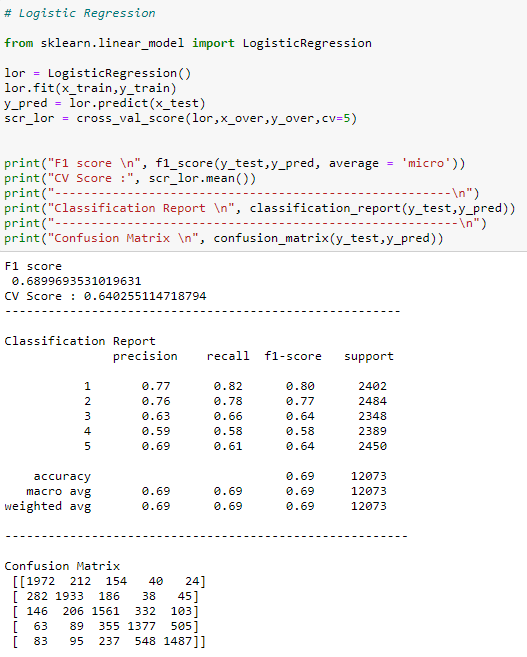 # Logistic Regression
from sklearn.linear_model import LogisticRegression
lor = LogisticRegression()
lor.fit(x_train,y_train)
y_pred = lor.predict(x_test)
scr_lor = cross_val_score(lor,x_over,y_over,cv=5)
print("F1 score \n", f1_score(y_test,y_pred, average = 'micro'))
print("CV Score :", scr_lor.mean())
print("------------------------------------------------------\n")
print("Classification Report \n", classification_report(y_test,y_pred))
print("-------------------------------------------------------\n")
print("Confusion Matrix \n", confusion_matrix(y_test,y_pred))
F1 score
0.6899693531019631
CV Score : 0.640255114718794
------------------------------------------------------
Classification Report
precision recall f1-score support
1 0.77 0.82 0.80 2402
2 0.76 0.78 0.77 2484
3 0.63 0.66 0.64 2348
4 0.59 0.58 0.58 2389
5 0.69 0.61 0.64 2450
accuracy 0.69 12073
macro avg 0.69 0.69 0.69 12073
weighted avg 0.69 0.69 0.69 12073
-------------------------------------------------------
Confusion Matrix
[[1972 212 154 40 24]
[ 282 1933 186 38 45]
[ 146 206 1561 332 103]
[ 63 89 355 1377 505]
[ 83 95 237 548 1487]]